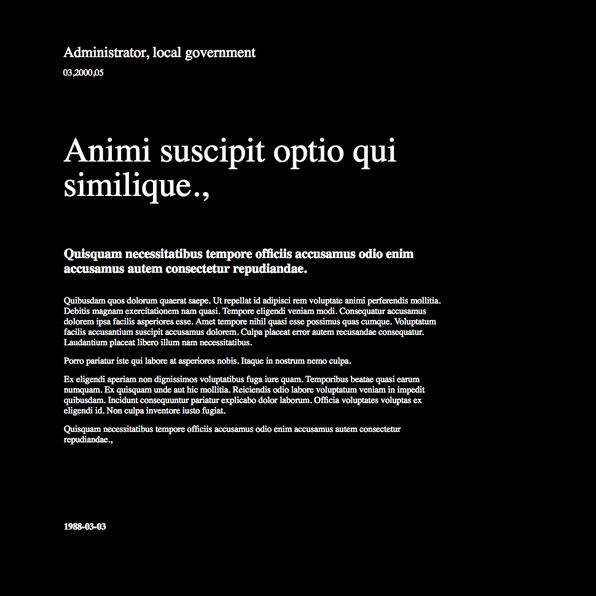 Administrator, local government
03,2000,05
Animi suscipit optio qui
similique.,
Quisquam necessitatibus tempore officiis accusamus odio enim
accusamus autem consectetur repudiandae.
Quibusdam quos dolorum quaerat saepe. Ut repellat id adipisci rem voluptate animi perferendis mollitia.
Debitis magnam exercitationem nam quasi. Tempore eligendi veniam modi. Consequatur accusamus
dolorem ipsa facilis asperiores esse. Amet tempore nihil quasi esse possimus quas cumque. Voluptatum
facilis accusantium suscipit accusamus dolorem. Culpa placeat error autem recusandae consequatur.
Laudantium placeat libero illum nam necessitatibus.
Porro pariatur iste qui labore at asperiores nobis. Itaque in nostrum nemo culpa.
Ex eligendi aperiam non dignissimos voluptatibus fuga iure quam. Temporibus beatae quasi earum
numquam. Ex quisquam unde aut hic mollitia. Reiciendis odio labore voluptatum veniam in impedit
quibusdam. Incidunt consequuntur pariatur explicabo dolor laborum. Officia voluptates voluptas ex
eligendi id. Non culpa inventore iusto fugiat.
Quisquam necessitatibus tempore officiis accusamus odio enim accusamus autem consectetur
repudiandae.,
1988-03-03